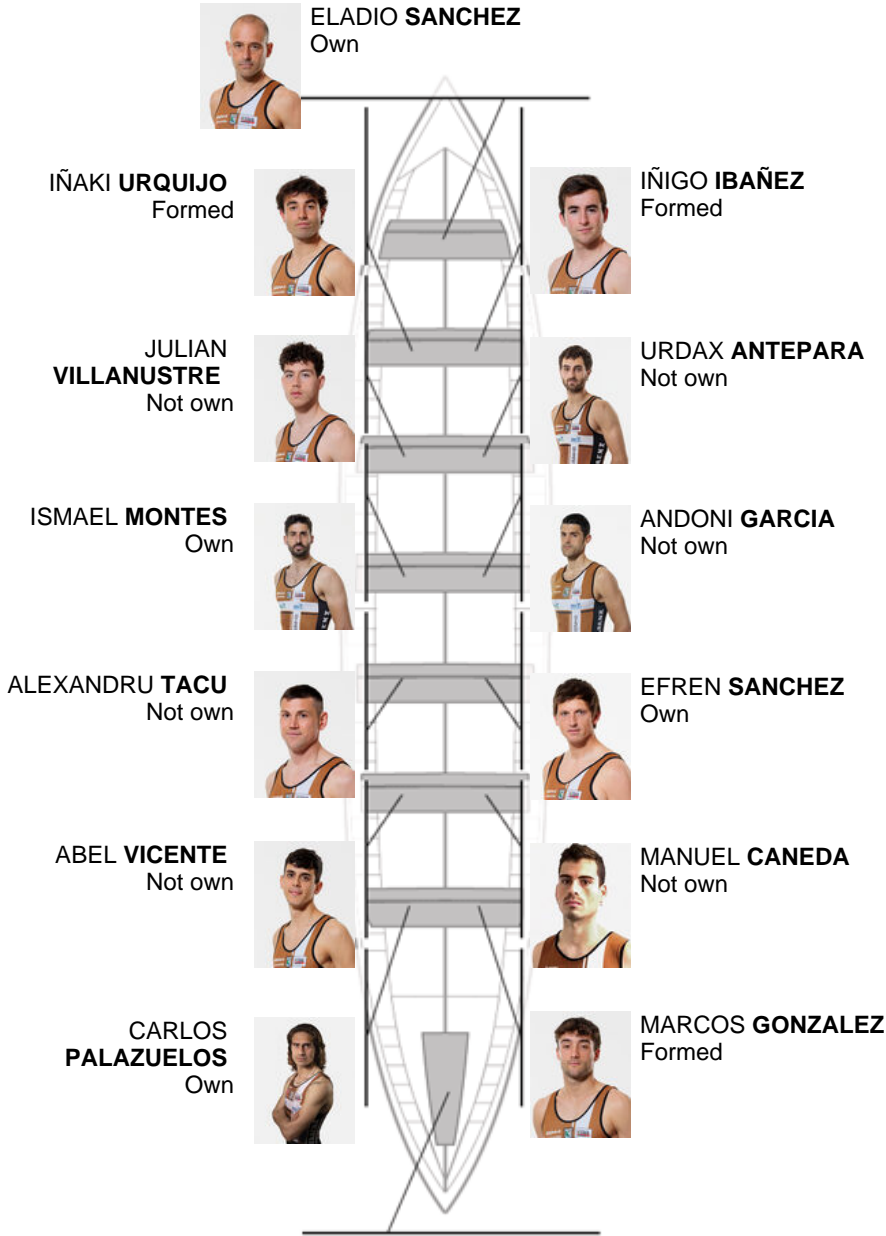 ELADIO SANCHEZ
Own
IÑAKI URQUIJO
Formed
IÑIGO IBAÑEZ
Formed
JULIAN
VILLANUSTRE
Not own
URDAX ANTEPARA
Not own
ISMAEL MONTES
Own
ANDONI GARCIA
Not own
ALEXANDRU TACU
Not own
EFREN SANCHEZ
Own
ABEL VICENTE
Not own
MANUEL CANEDA
Not own
CARLOS
PALAZUELOS
Own
MARCOS GONZALEZ
Formed